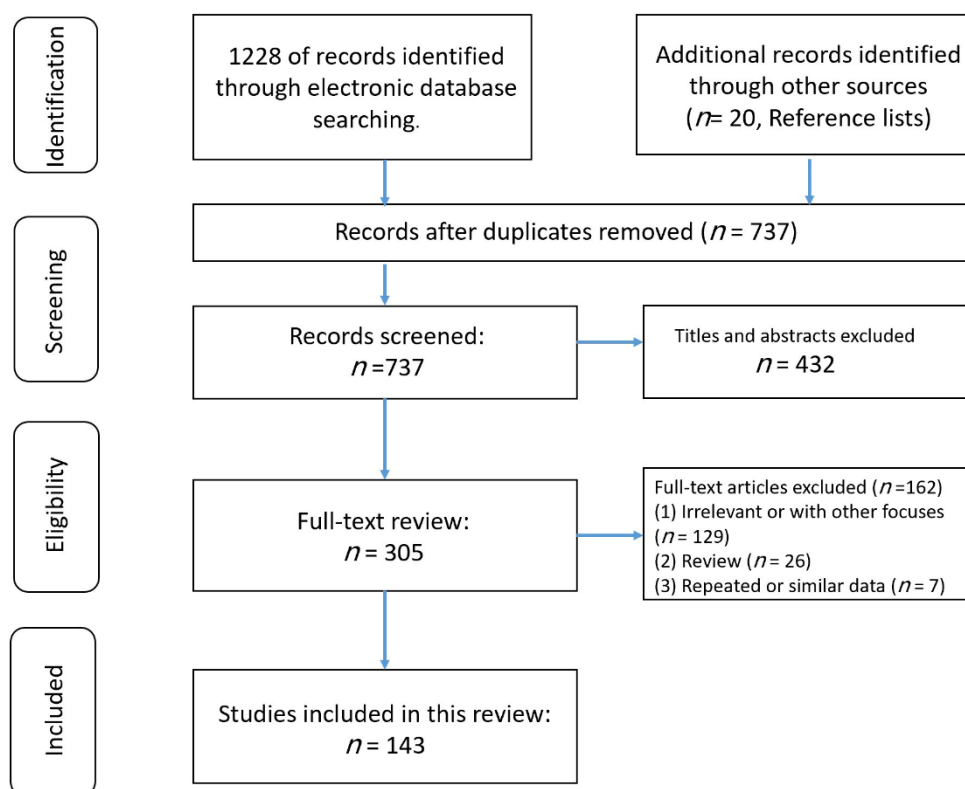 Identification
1228 of records identified
through electronic database
searching.
Additional records identified
through other sources
(n= 20, Reference lists)
Screening
Records after duplicates removed (n = 737)
Records screened:
n =737
Titles and abstracts excluded
n = 432
Eligibility
Full-text review:
n = 305
Full-text articles excluded (n =162)
(1) Irrelevant or with other focuses
(n = 129)
(2) Review (n = 26)
(3) Repeated or similar data (n = 7)
Included
Studies included in this review:
n = 143